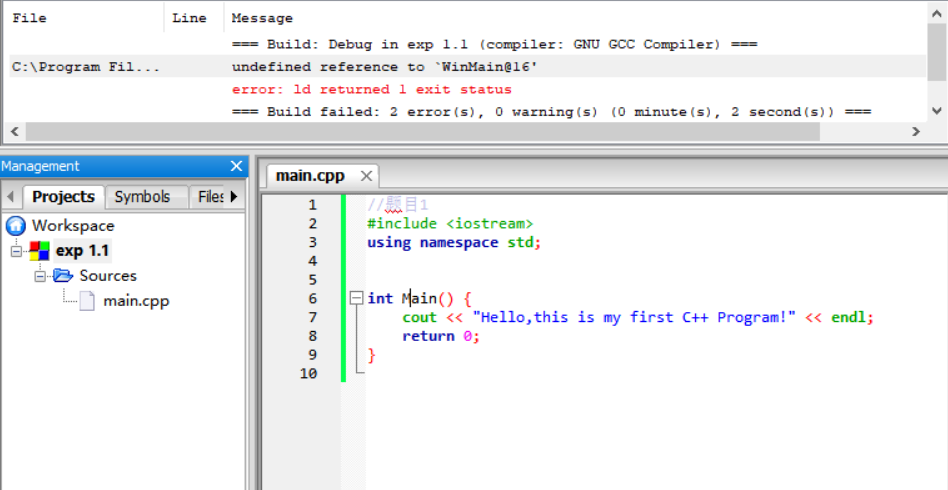 File Line Message
=== Build: Debug in exp 1.1 (compiler: GNU GCC Compiler) ===
C:\Program Fil... undefined reference to `WinMain@16'
error: ld returned 1 exit status
=== Build failed: 2 error(s), 0 warning(s) (0 minute(s), 2 second(s)) ===
Management
Projects Symbols Files
Workspace
exp 1.1
Sources
main.cpp
main.cpp
1 //题目1
2 #include <iostream>
3 using namespace std;
4
5
6 int Main() {
7 cout << "Hello,this is my first C++ Program!" << endl;
8 return 0;
9 }
10